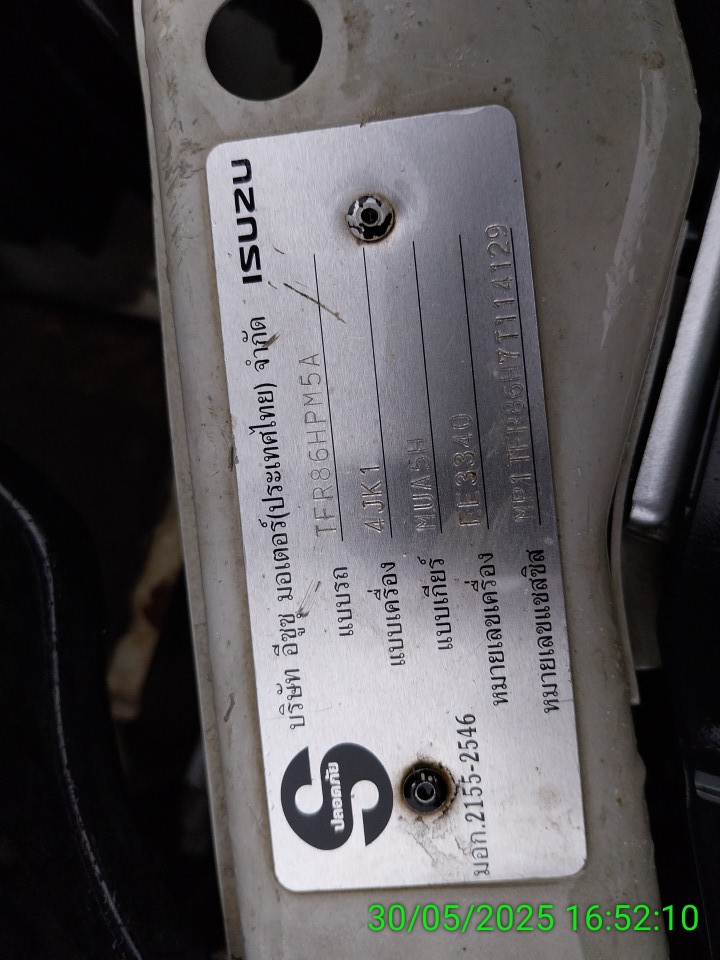 บริษัท อีซูซุ มอเตอร์(ประเทศไทย) จำกัด ISUZU
แบบรถ TFR86HPM5A
แบบเครื่อง 4JK1
แบบเกียร์ MUA5H
หมายเลขเครื่อง FE3340
หมายเลขแชสซิส MP1TFR86H7T114129
ปลอดภัย
มอก.2155-2546
30/05/2025 16:52:10